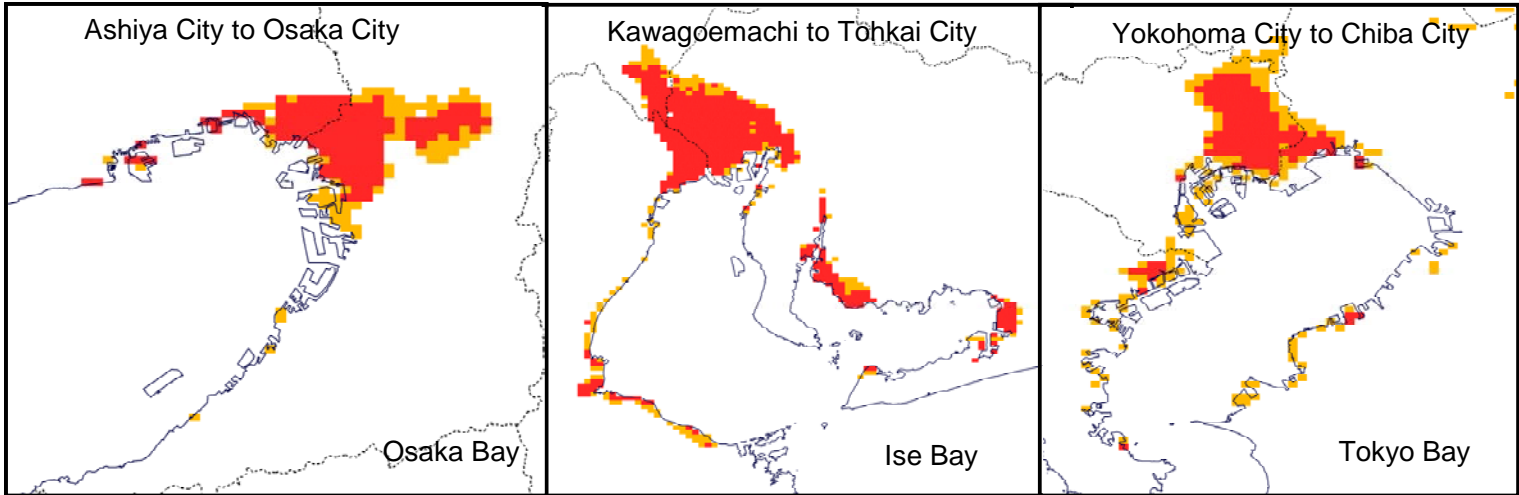 Ashiya City to Osaka City
Osaka Bay
Kawagoemachi to Tohkai City
Ise Bay
Yokohoma City to Chiba City
Tokyo Bay